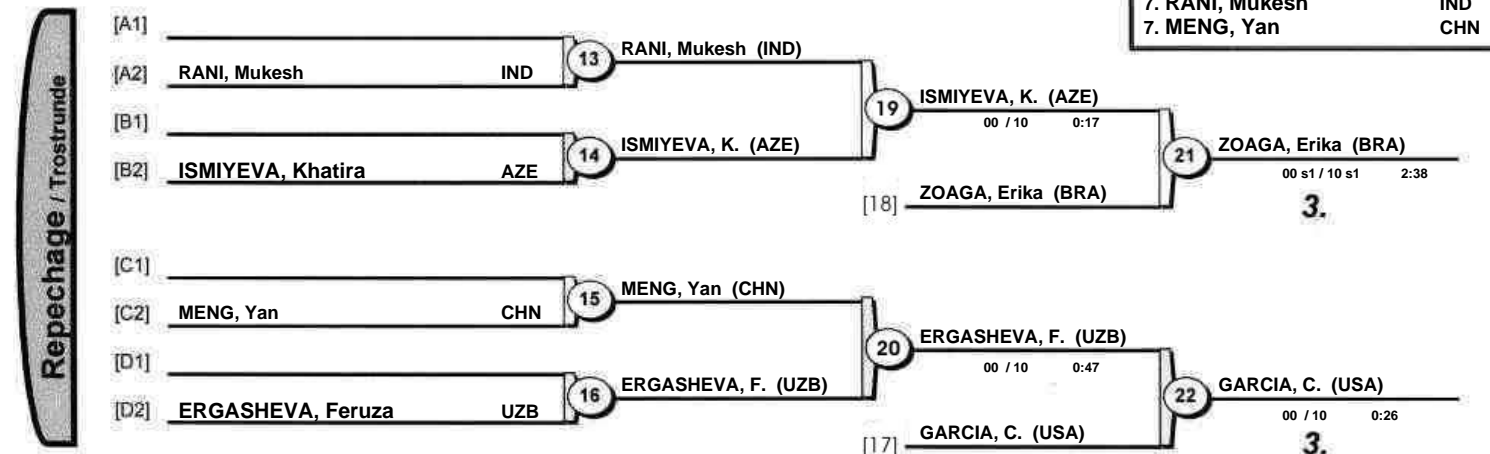 7. RANI, Mukesh IND
7. MENG, Yan CHN
Repechage / Trostrunde
[A1]
[A2] RANI, Mukesh IND
13
RANI, Mukesh (IND)
[B1]
[B2] ISMIYEVA, Khatira AZE
14
ISMIYEVA, K. (AZE)
19
ISMIYEVA, K. (AZE)
00 / 10 0:17
[18] ZOAGA, Erika (BRA)
21
ZOAGA, Erika (BRA)
00 s1 / 10 s1 2:38
3.
[C1]
[C2] MENG, Yan CHN
15
MENG, Yan (CHN)
[D1]
[D2] ERGASHEVA, Feruza UZB
16
ERGASHEVA, F. (UZB)
20
ERGASHEVA, F. (UZB)
00 / 10 0:47
[17] GARCIA, C. (USA)
22
GARCIA, C. (USA)
00 / 10 0:26
3.